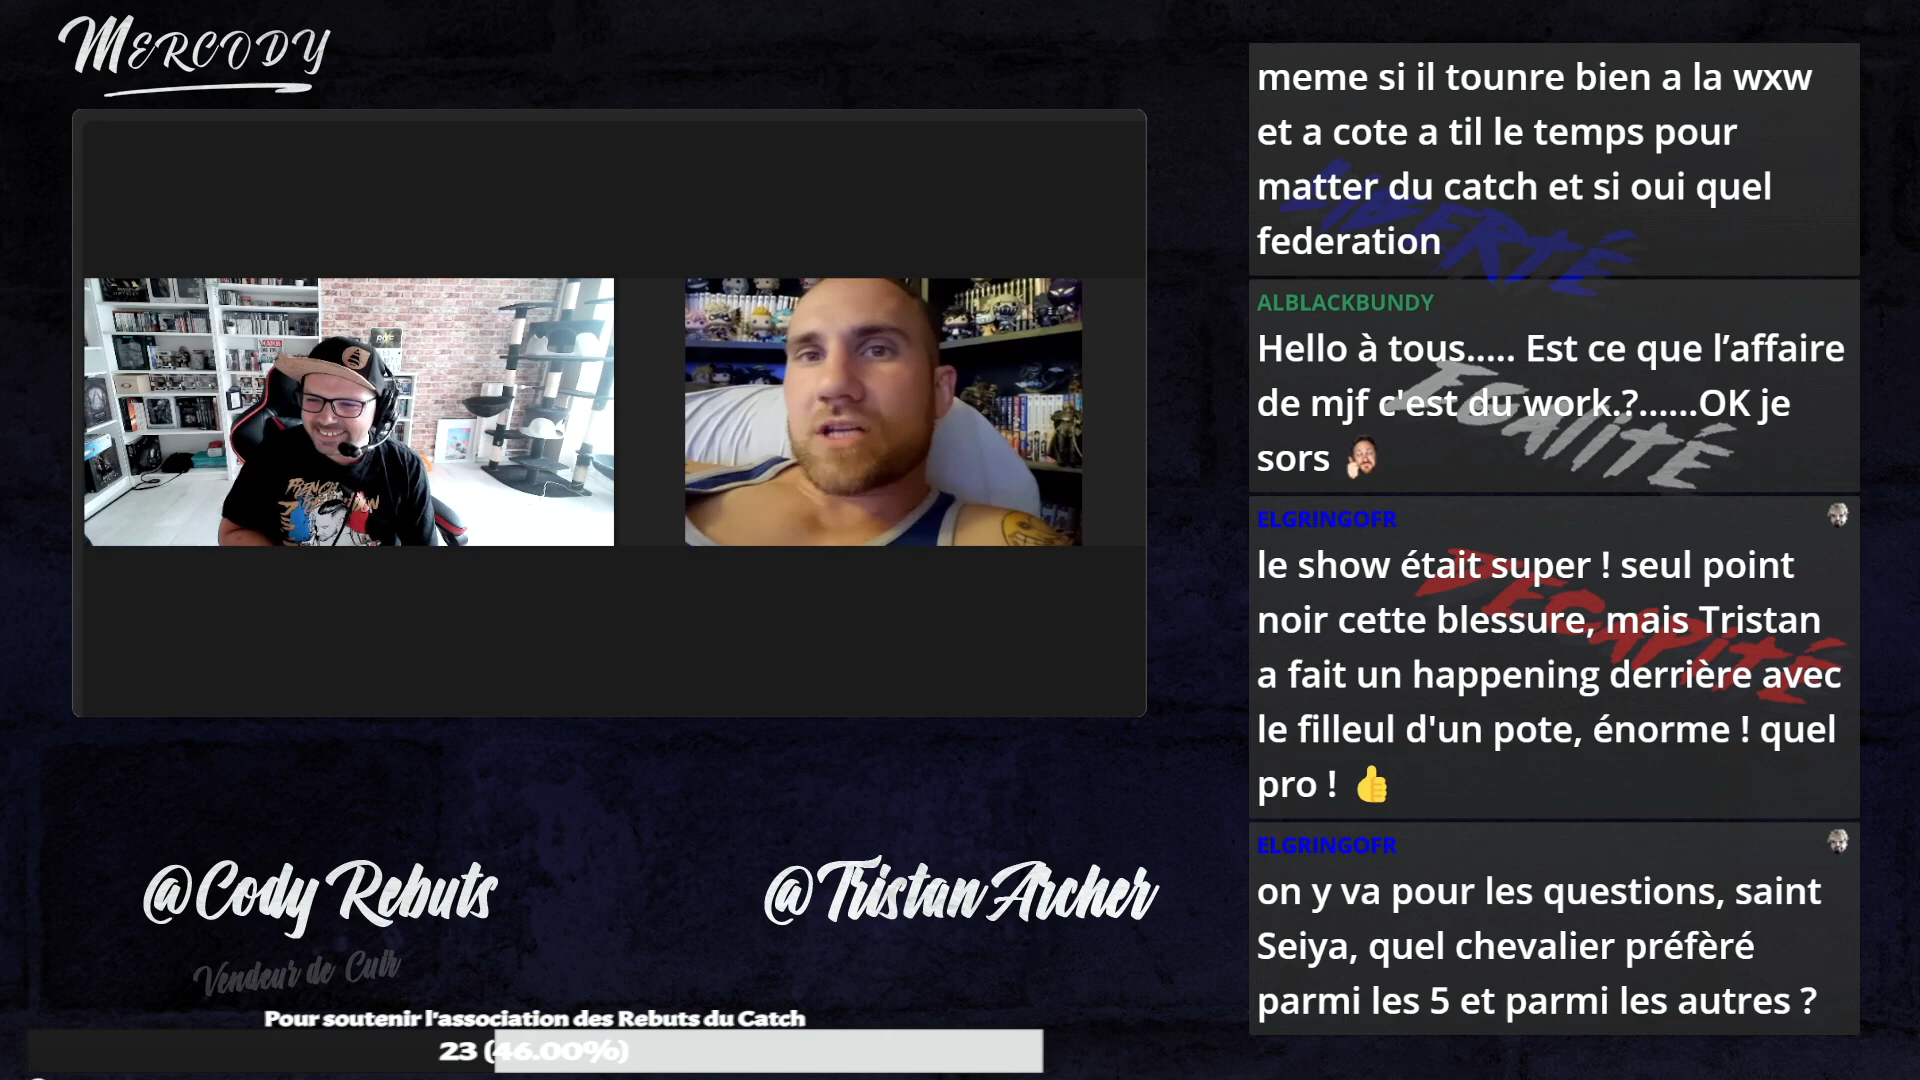 MERCODY
meme si il tounre bien a la wxw
et a cote a til le temps pour
matter du catch et si oui quel
federation
LIBERTÉ
ALBLACKBUNDY
Hello à tous..... Est ce que l’affaire
de mjf c'est du work.?......OK je
sors
EGALITÉ
ELGRINGOFR
le show était super ! seul point
noir cette blessure, mais Tristan
a fait un happening derrière avec
le filleul d'un pote, énorme ! quel
pro !
DECAPITÉ
ELGRINGOFR
on y va pour les questions, saint
Seiya, quel chevalier préfèré
parmi les 5 et parmi les autres ?
FRENCH
@Cody Rebuts
@Tristan Archer
Vendeur de Cuir
Pour soutenir l'association des Rebuts du Catch
23 (46.00%)